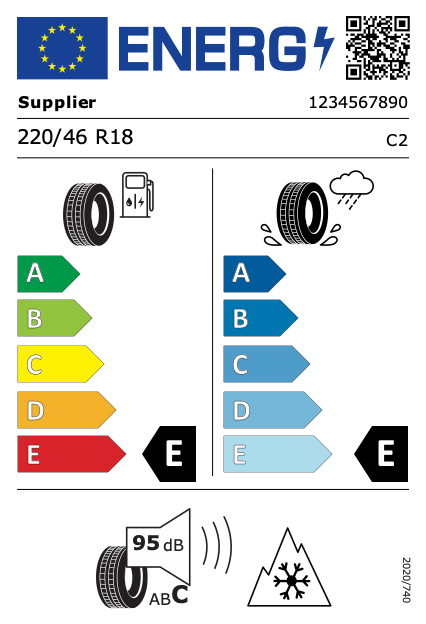 ENERG
Supplier 1234567890
220/46 R18 C2
A A
B B
C C
D D
E E E E
95 dB
ABC
2020/740